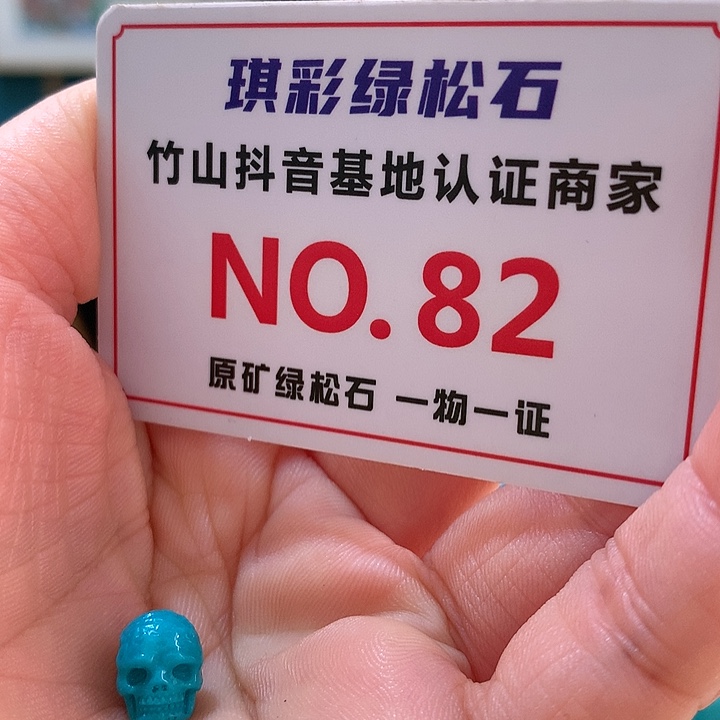 琪彩绿松石
竹山抖音基地认证商家
NO.82
原矿绿松石 一物一证